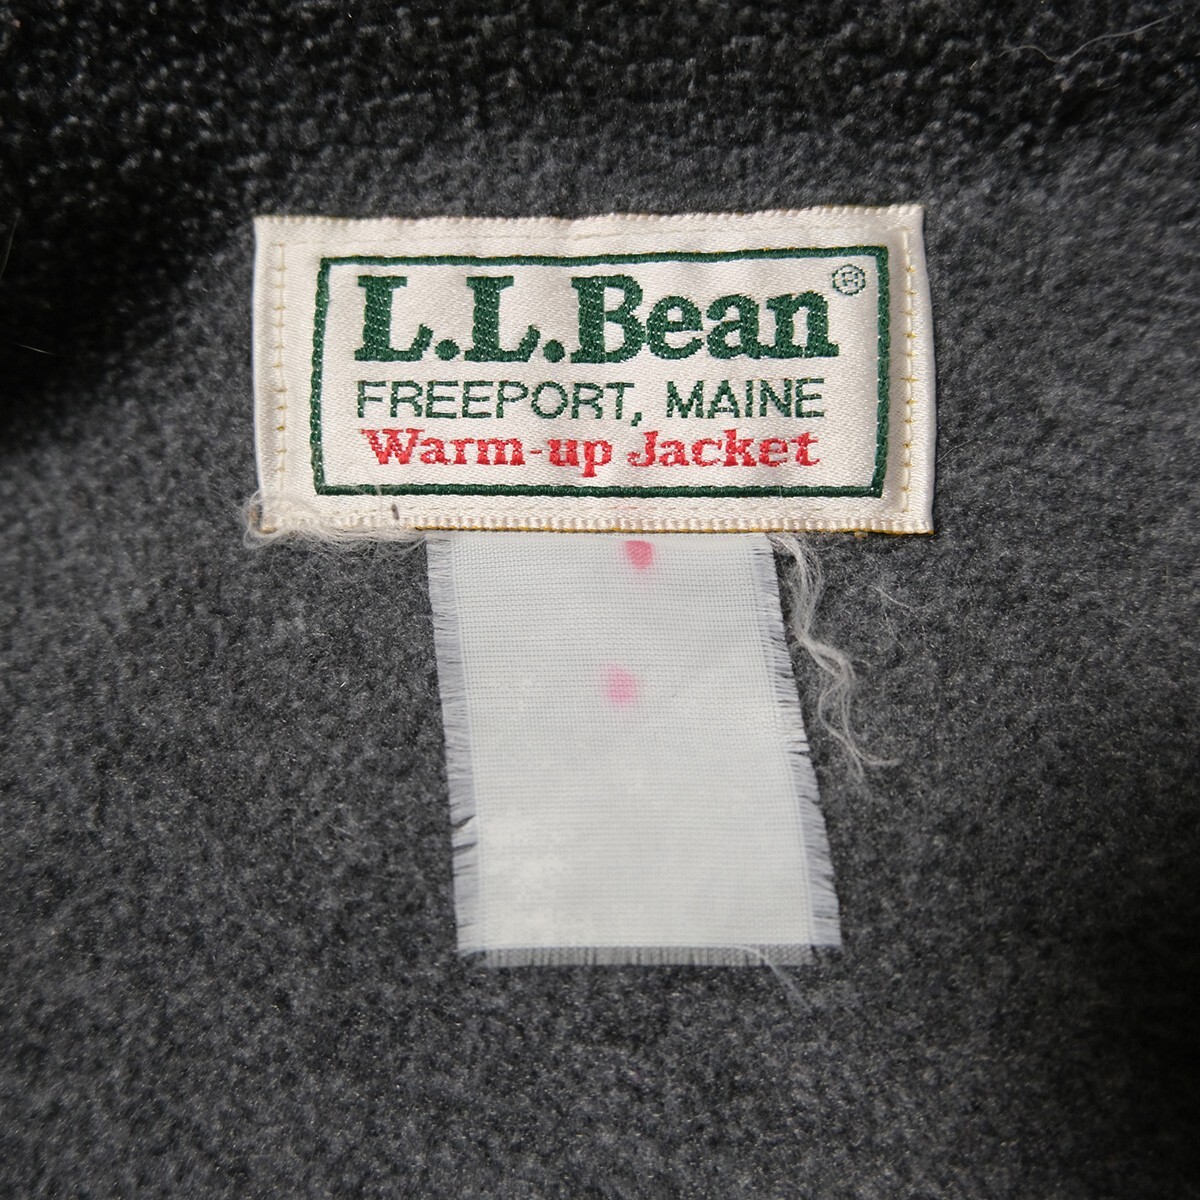 L.L.Bean®
FREEPORT, MAINE
Warm-up Jacket